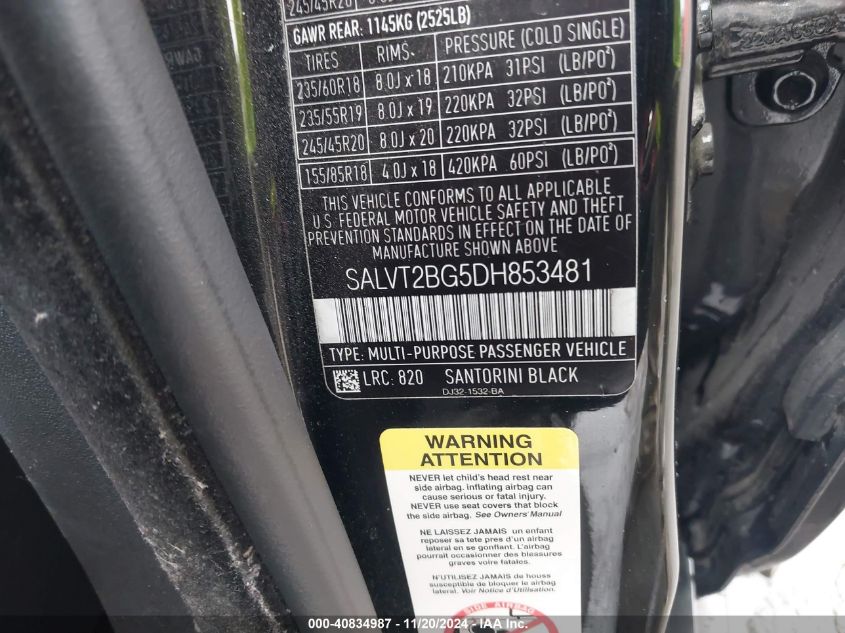 245/45R20
GAWR REAR: 1145KG (2525LB)
TIRES RIMS PRESSURE (COLD SINGLE)
235/60R18 8.0J x 18 210KPA 31PSI (LB/PO²)
235/55R19 8.0J x 19 220KPA 32PSI (LB/PO²)
245/45R20 8.0J x 20 220KPA 32PSI (LB/PO²)
155/85R18 4.0J x 18 420KPA 60PSI (LB/PO²)
THIS VEHICLE CONFORMS TO ALL APPLICABLE
U.S. FEDERAL MOTOR VEHICLE SAFETY AND THEFT
PREVENTION STANDARDS IN EFFECT ON THE DATE OF
MANUFACTURE SHOWN ABOVE
SALVT2BG5DH853481
TYPE: MULTI-PURPOSE PASSENGER VEHICLE
LRC: 820 SANTORINI BLACK
DJ32-1532-BA
WARNING
ATTENTION
NEVER let child's head rest near
side airbag. inflating airbag can
cause serious or fatal injury.
NEVER use seat covers that block
the side airbag. See Owners' Manual
NE LAISSEZ JAMAIS un enfant
reposer sa tete pres d'un airbag
lateral en se gonflant. L'airbag
pourrait occasionner des blessures
graves voire fatales.
N'UTILISEZ JAMAIS de houss
susceptible de bloquer le airbag
lateral. Voir Notice d'Utilisation.
SIDE AIRBAG
000-40834987 - 11/20/2024 - IAA Inc.